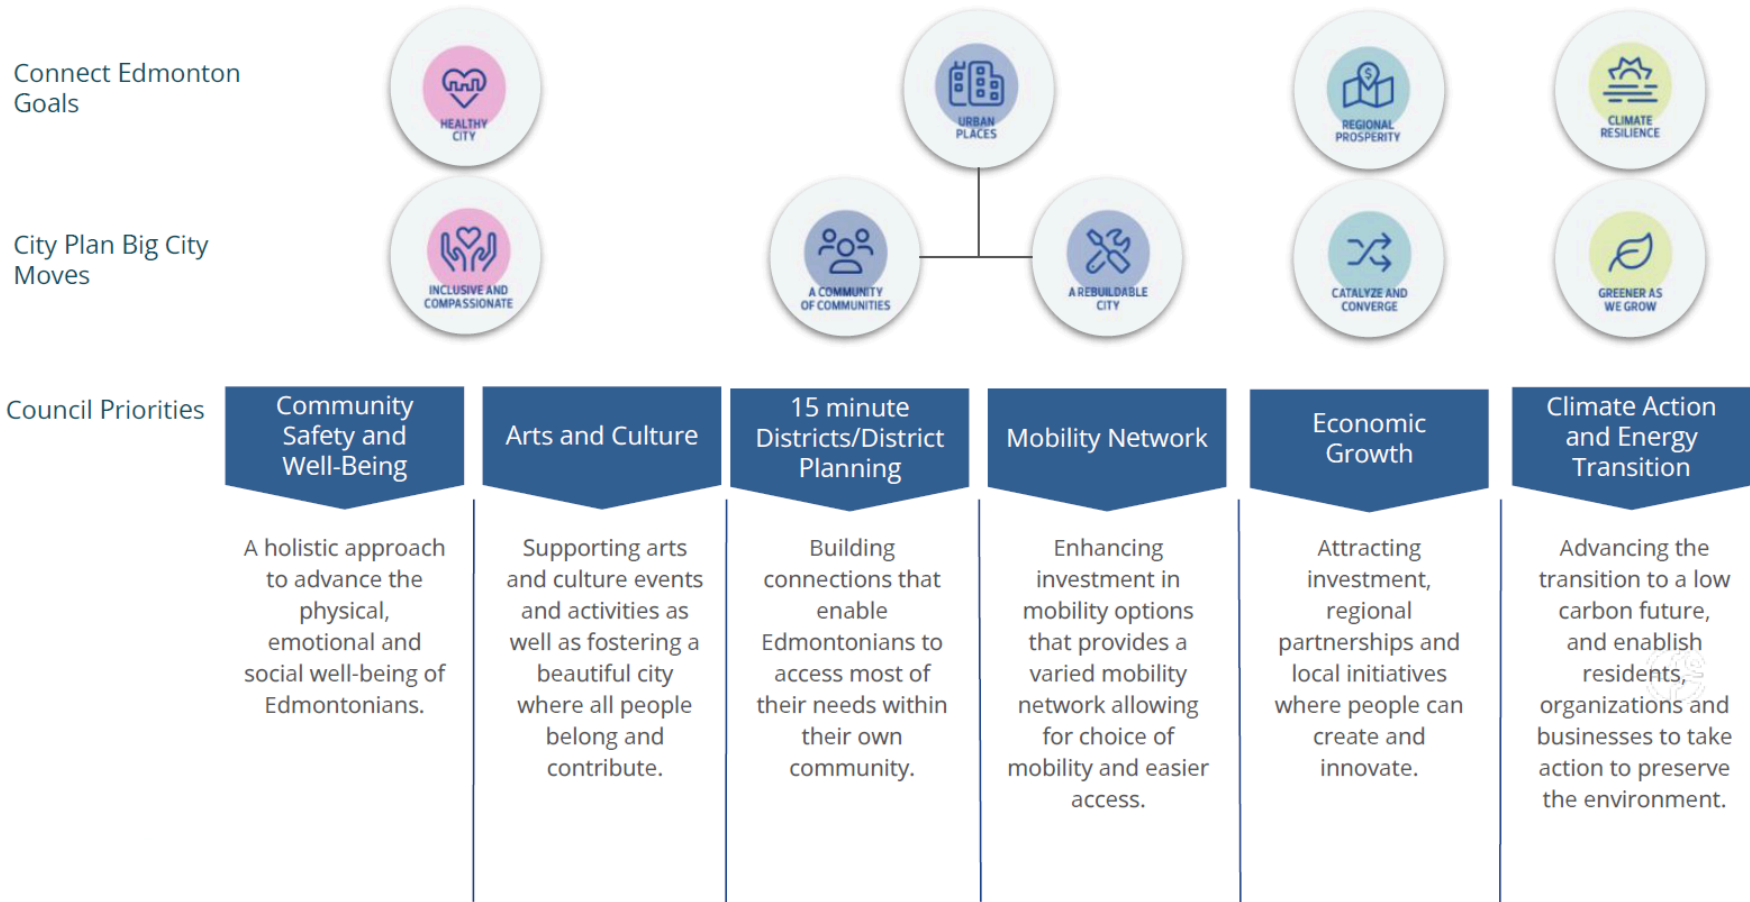 Connect Edmonton
Goals
HEALTHY
CITY
URBAN
PLACES
REGIONAL
PROSPERITY
CLIMATE
RESILIENCE
City Plan Big City
Moves
INCLUSIVE AND
COMPASSIONATE
A COMMUNITY
OF COMMUNITIES
A REBUILDABLE
CITY
CATALYZE AND
CONVERGE
GREENER AS
WE GROW
Council Priorities
Community
Safety and
Well-Being
Arts and Culture
15 minute
Districts/District
Planning
Mobility Network
Economic
Growth
Climate Action
and Energy
Transition
A holistic approach
to advance the
physical,
emotional and
social well-being of
Edmontonians.
Supporting arts
and culture events
and activities as
well as fostering a
beautiful city
where all people
belong and
contribute.
Building
connections that
enable
Edmontonians to
access most of
their needs within
their own
community.
Enhancing
investment in
mobility options
that provides a
varied mobility
network allowing
for choice of
mobility and easier
access.
Attracting
investment,
regional
partnerships and
local initiatives
where people can
create and
innovate.
Advancing the
transition to a low
carbon future,
and enablish
residents,
organizations and
businesses to take
action to preserve
the environment.